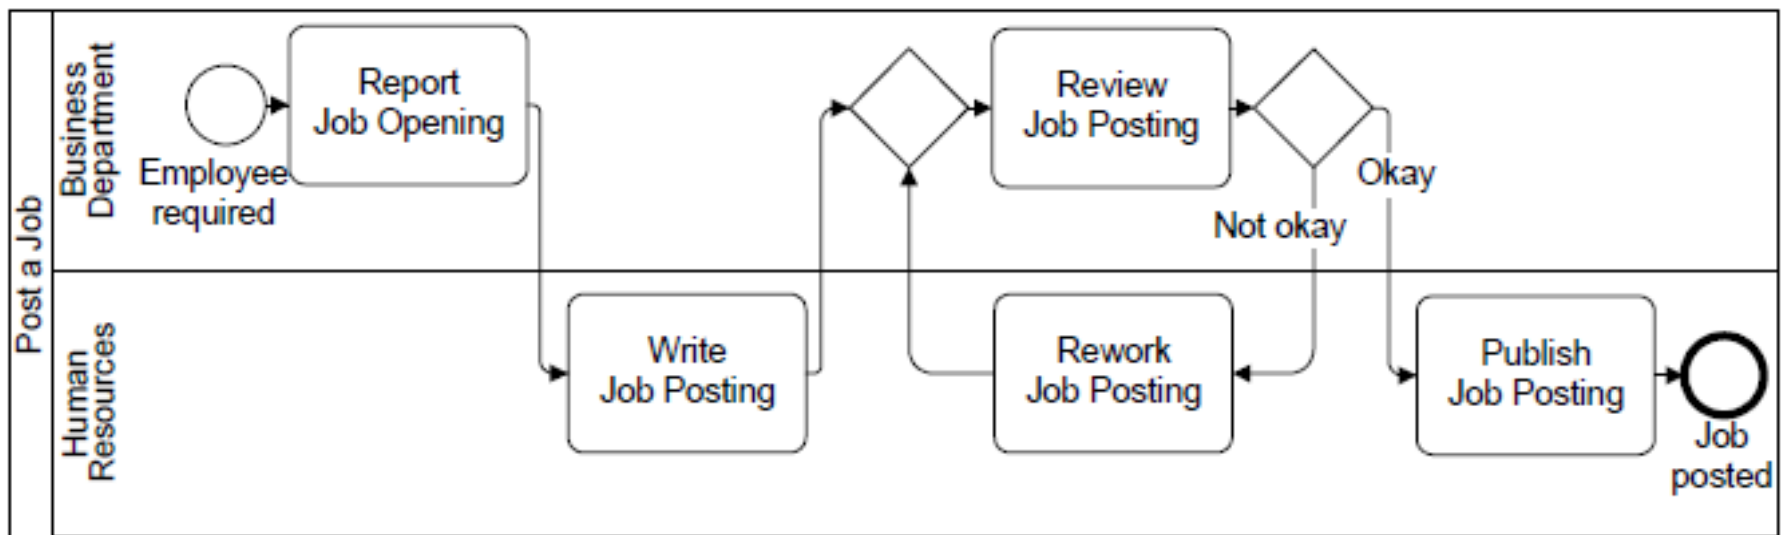 Post a Job
Business
Department
Employee
required
Report
Job Opening
Review
Job Posting
Okay
Not okay
Human
Resources
Write
Job Posting
Rework
Job Posting
Publish
Job Posting
Job
posted